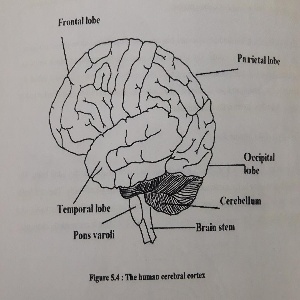 Frontal lobe
Parietal lobe
Occipital
lobe
Cerebellum
Temporal lobe
Pons varoli
Brain stem
Figure 5.4 : The human cerebral cortex